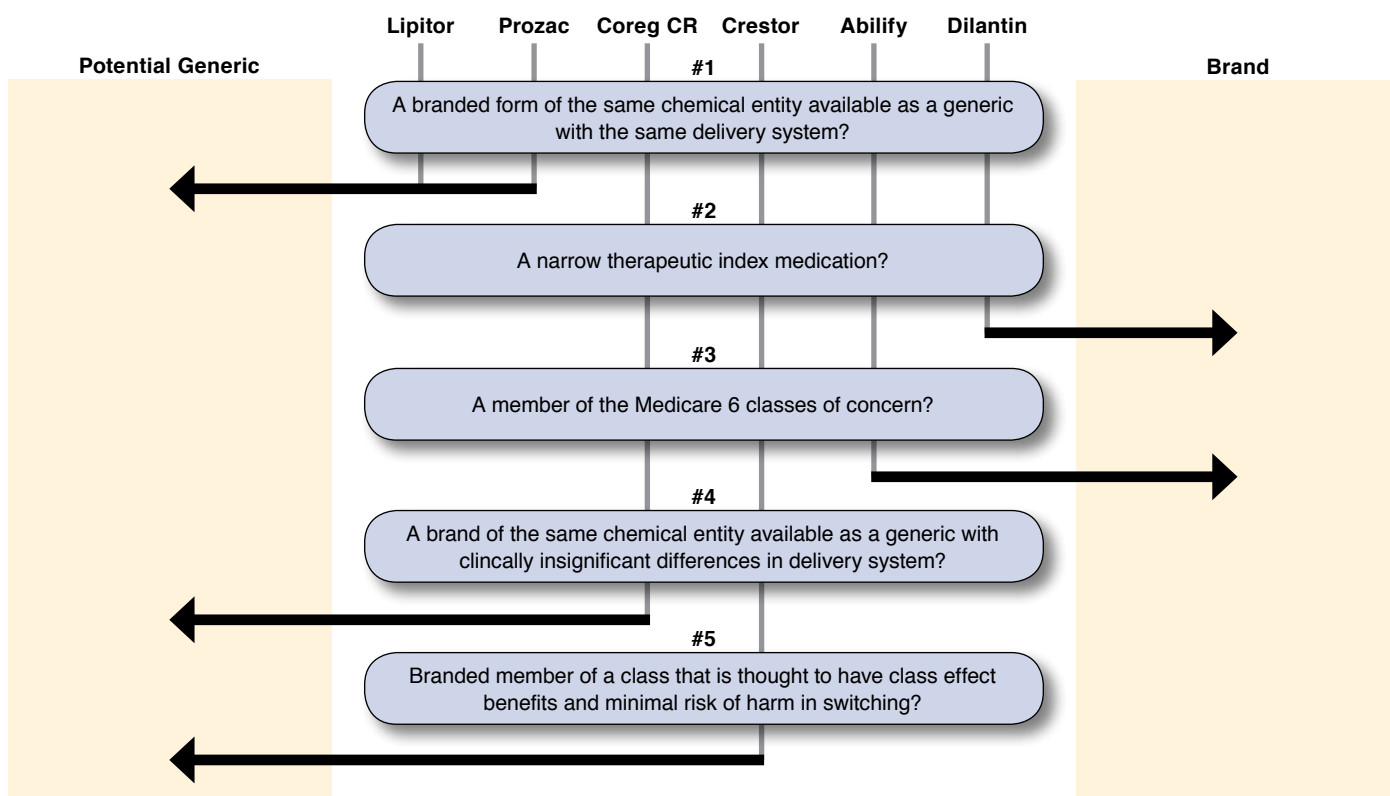 Lipitor Prozac Coreg CR Crestor Abilify Dilantin
Potential Generic
Brand
#1
A branded form of the same chemical entity available as a generic
with the same delivery system?
#2
A narrow therapeutic index medication?
#3
A member of the Medicare 6 classes of concern?
#4
A brand of the same chemical entity available as a generic with
clincally insignificant differences in delivery system?
#5
Branded member of a class that is thought to have class effect
benefits and minimal risk of harm in switching?